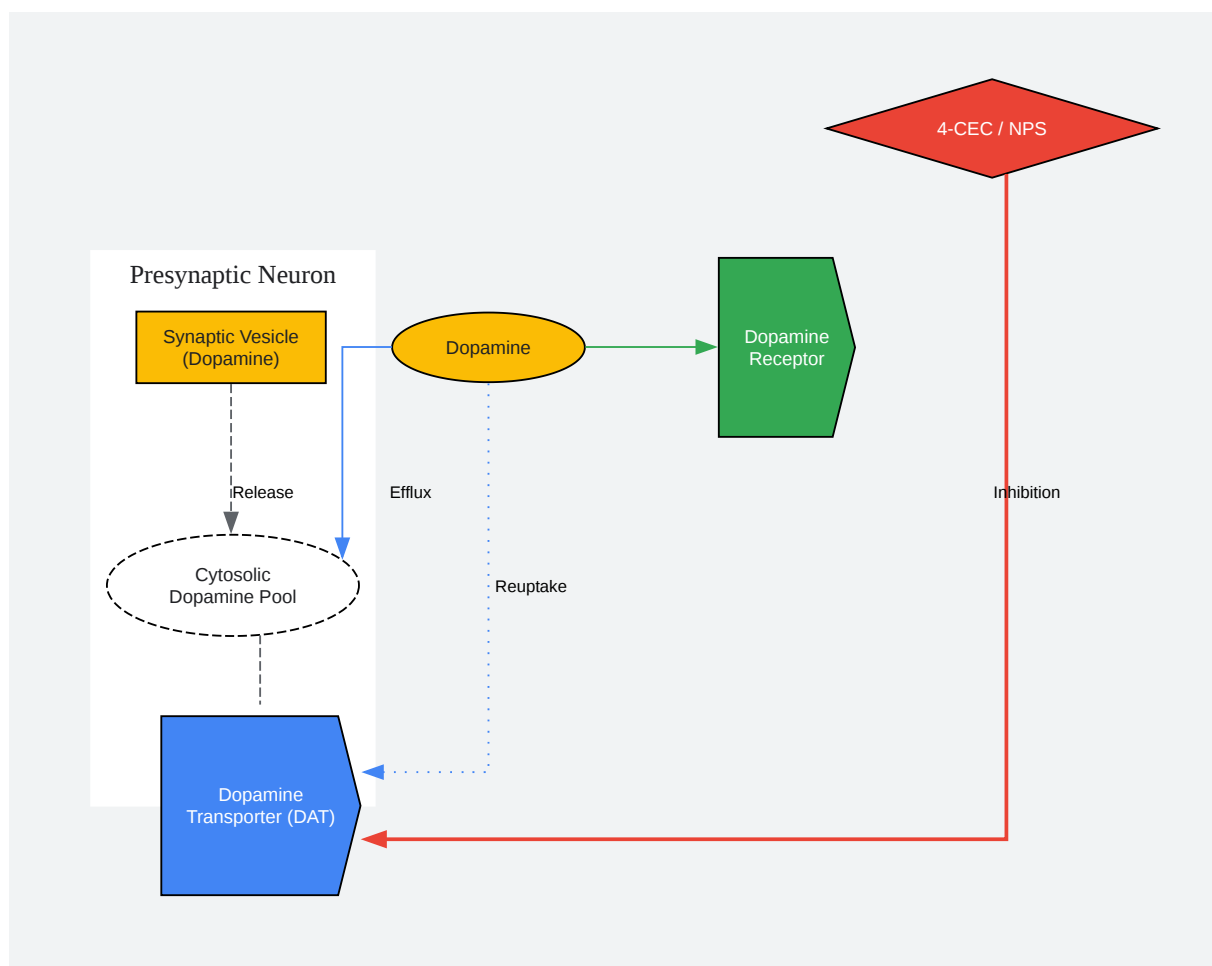 4-CEC / NPS
Presynaptic Neuron
Synaptic Vesicle
(Dopamine)
Dopamine
Dopamine
Receptor
Release
Efflux
Inhibition
Cytosolic
Dopamine Pool
Reuptake
Dopamine
Transporter (DAT)